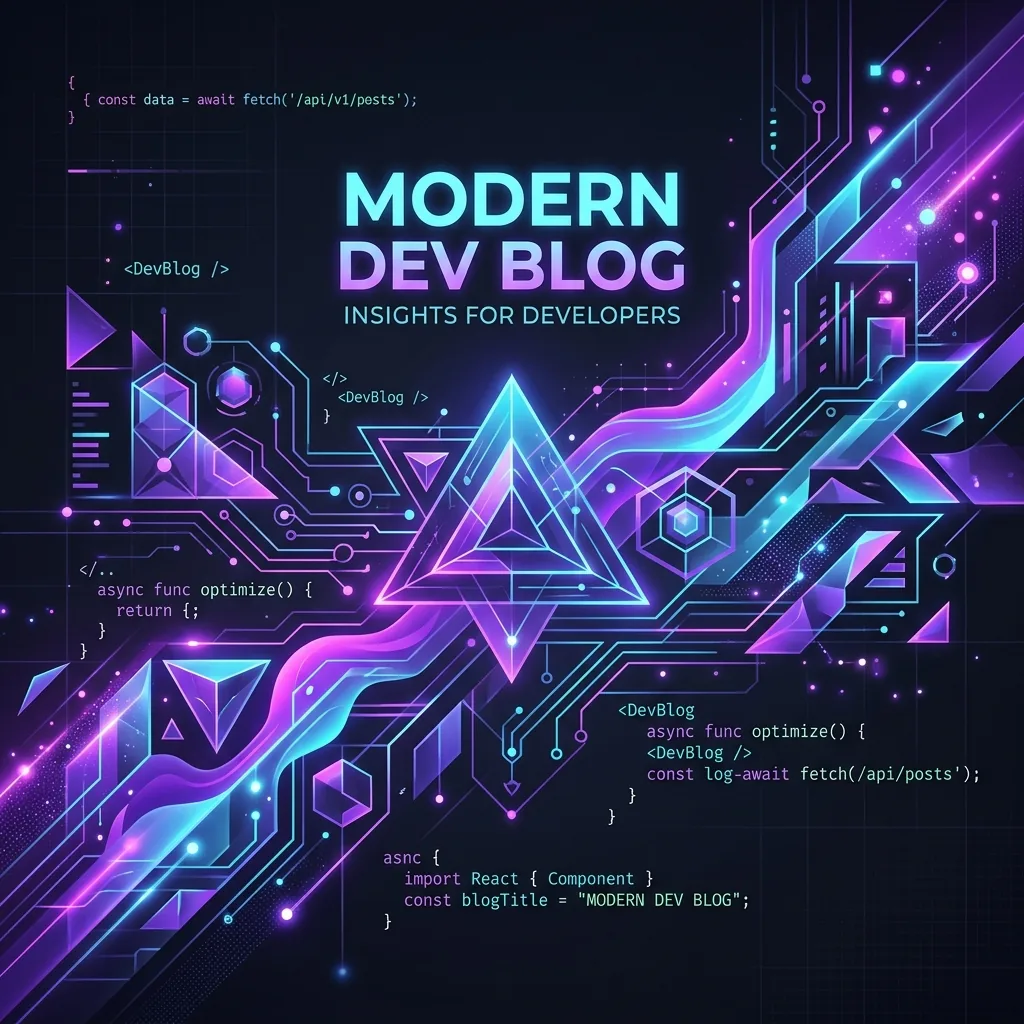 {
{ const data = await fetch('/api/v1/posts');
}
MODERN
DEV BLOG
INSIGHTS FOR DEVELOPERS
<DevBlog />
</>
<DevBlog />
}
</..
async func optimize() {
return {;
}
}
<DevBlog
async func optimize() {
<DevBlog />
const log-await fetch(/api/posts');
}
}
asnc {
import React { Component }
const blogTitle = "MODERN DEV BLOG";
}